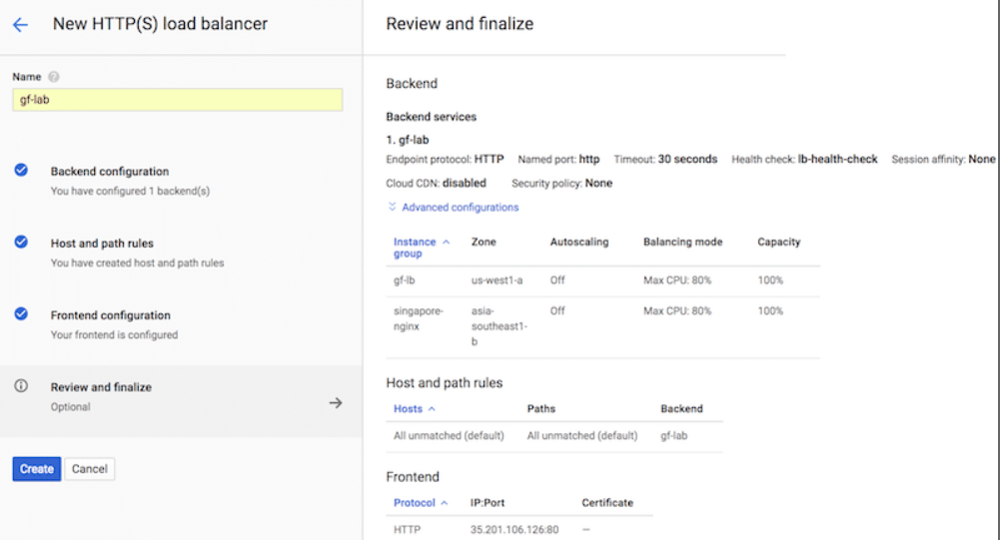 New HTTP(S) load balancer
Name
gf-lab
Backend configuration
You have configured 1 backend(s)
Host and path rules
You have created host and path rules
Frontend configuration
Your frontend is configured
Review and finalize
Optional
Create Cancel
Review and finalize
Backend
Backend services
1. gf-lab
Endpoint protocol: HTTP Named port: http Timeout: 30 seconds Health check: lb-health-check Session affinity: None
Cloud CDN: disabled Security policy: None
Advanced configurations
Instance group Zone Autoscaling Balancing mode Capacity
gf-lb us-west1-a Off Max CPU: 80% 100%
singapore-nginx asia-southeast1-b Off Max CPU: 80% 100%
Host and path rules
Hosts Paths Backend
All unmatched (default) All unmatched (default) gf-lab
Frontend
Protocol IP:Port Certificate
HTTP 35.201.106.126:80 —